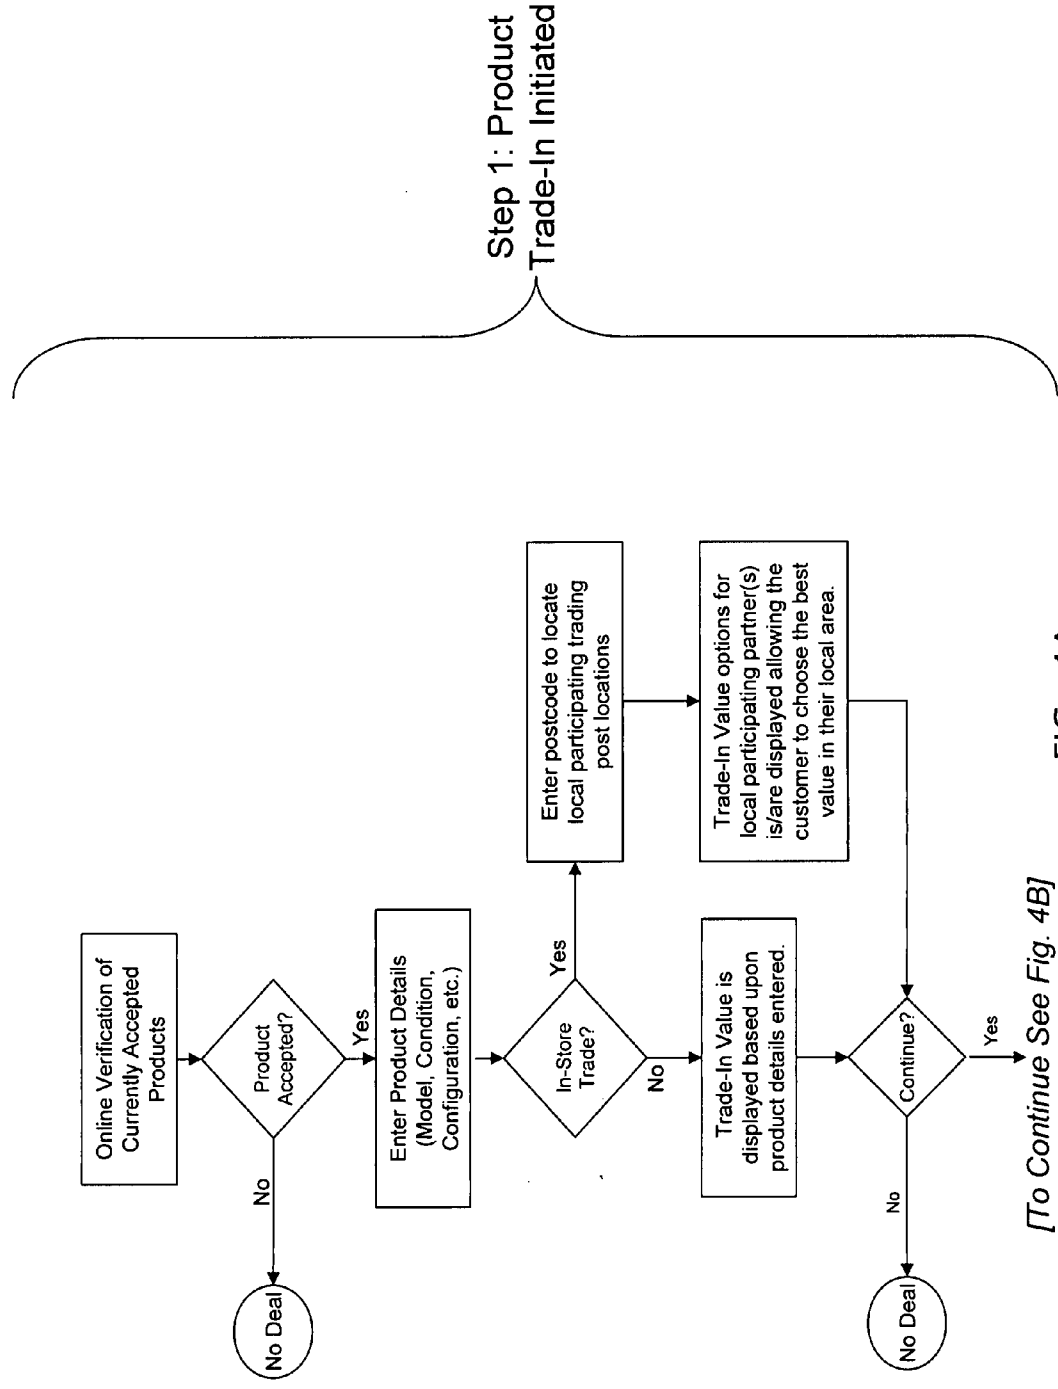 Online Verification of
Currently Accepted
Products
Product
Accepted?
No
No Deal
Yes
Enter Product Details
(Model, Condition,
Configuration, etc.)
In-Store
Trade?
Yes
Enter postcode to locate
local participating trading
post locations
Trade-In Value options for
local participating partner(s)
is/are displayed allowing the
customer to choose the best
value in their local area.
No
Trade-In Value is
displayed based upon
product details entered.
Continue?
No
No Deal
Yes
[To Continue See Fig. 4B]
Step 1: Product
Trade-In Initiated